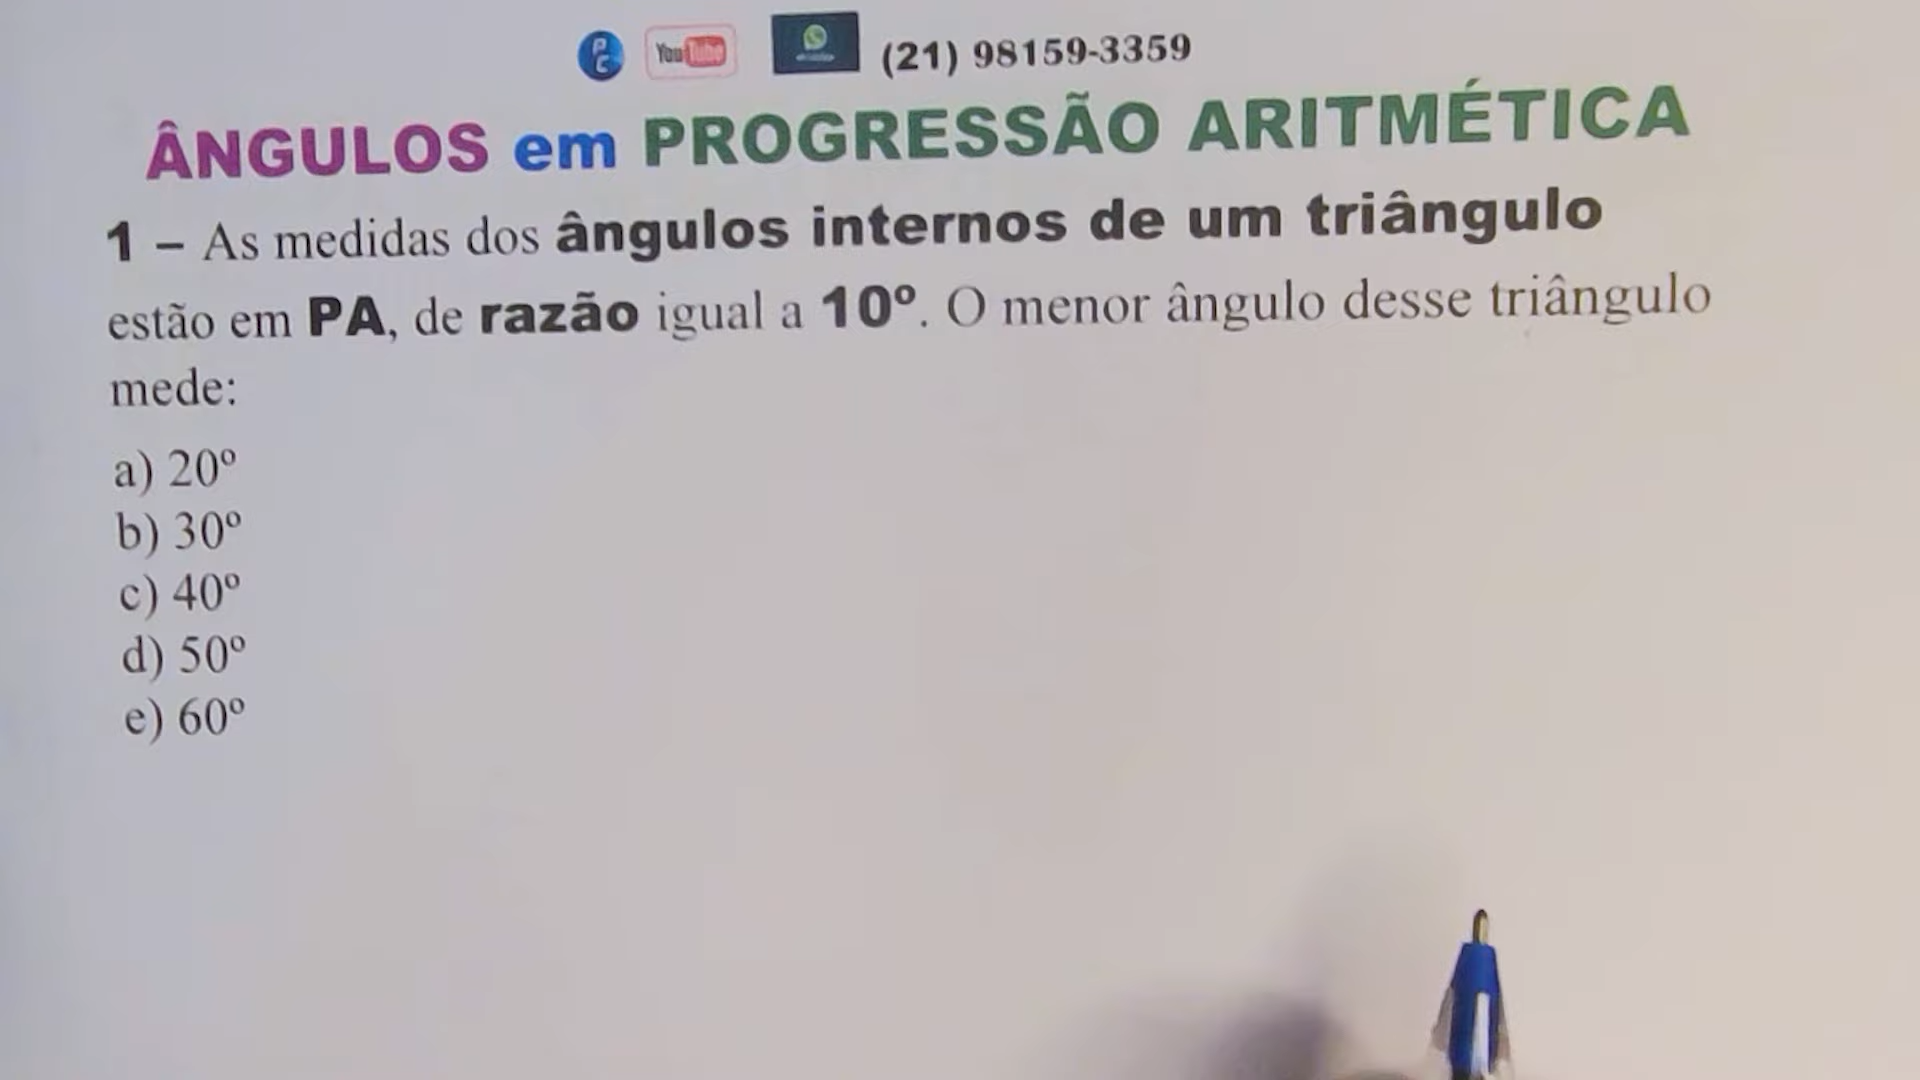 YouTube (21) 98159-3359
ÂNGULOS em PROGRESSÃO ARITMÉTICA
1 – As medidas dos ângulos internos de um triângulo
estão em PA, de razão igual a 10º. O menor ângulo desse triângulo
mede:
a) 20º
b) 30º
c) 40º
d) 50º
e) 60º